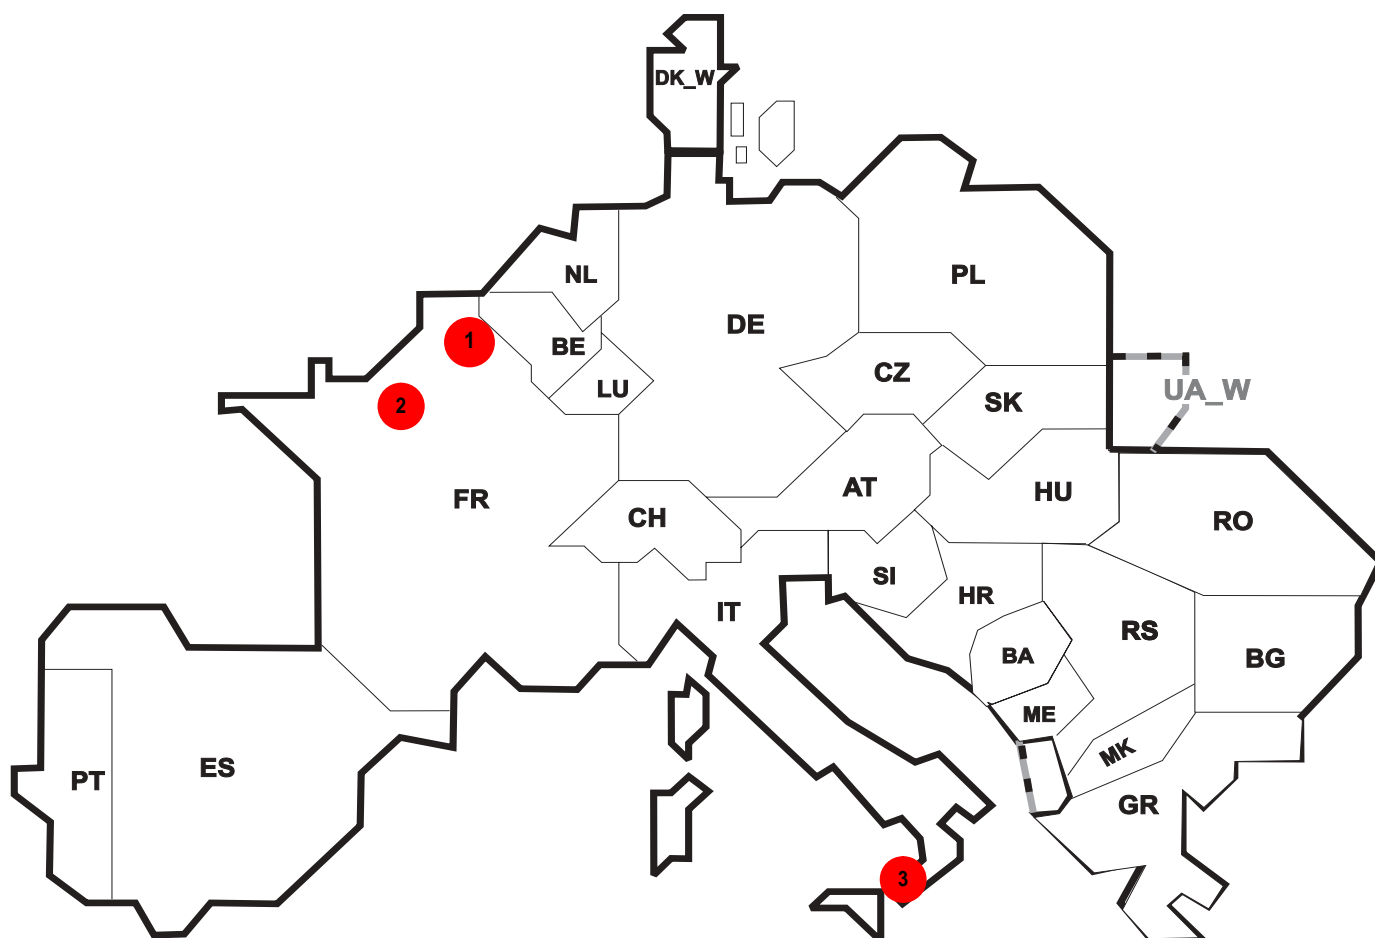 DK_W
NL
PL
DE
1
BE
CZ
LU
UA_W
SK
2
AT
HU
FR
CH
RO
SI
HR
IT
RS
BA
BG
ME
MK
ES
PT
GR
3